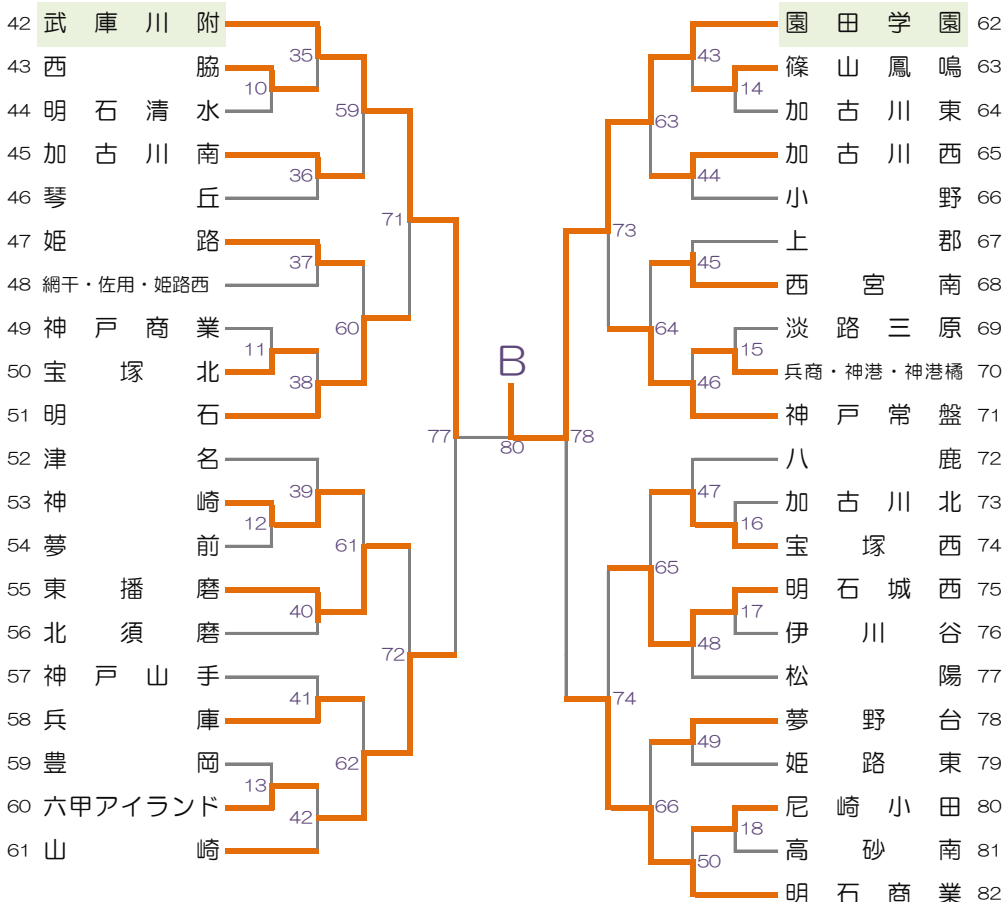 42 武庫川附
43 西脇
44 明石清水
45 加古川南
46 琴丘
47 姫路
48 網干・佐用・姫路西
49 神戸商業
50 宝塚北
51 明石
52 津名
53 神崎
54 夢前
55 東播磨
56 北須磨
57 神戸山手
58 兵庫
59 豊岡
60 六甲アイランド
61 山崎
10
11
12
13
35
36
37
38
39
40
41
42
59
60
61
62
71
72
77
B
80
78
73
74
63
64
65
66
43
44
45
46
47
48
49
50
14
15
16
17
18
園田学園 62
篠山鳳鳴 63
加古川東 64
加古川西 65
小野 66
上郡 67
西宮南 68
淡路三原 69
兵商・神港・神港橘 70
神戸常盤 71
八鹿 72
加古川北 73
宝塚西 74
明石城西 75
伊川谷 76
松陽 77
夢野台 78
姫路東 79
尼崎小田 80
高砂南 81
明石商業 82